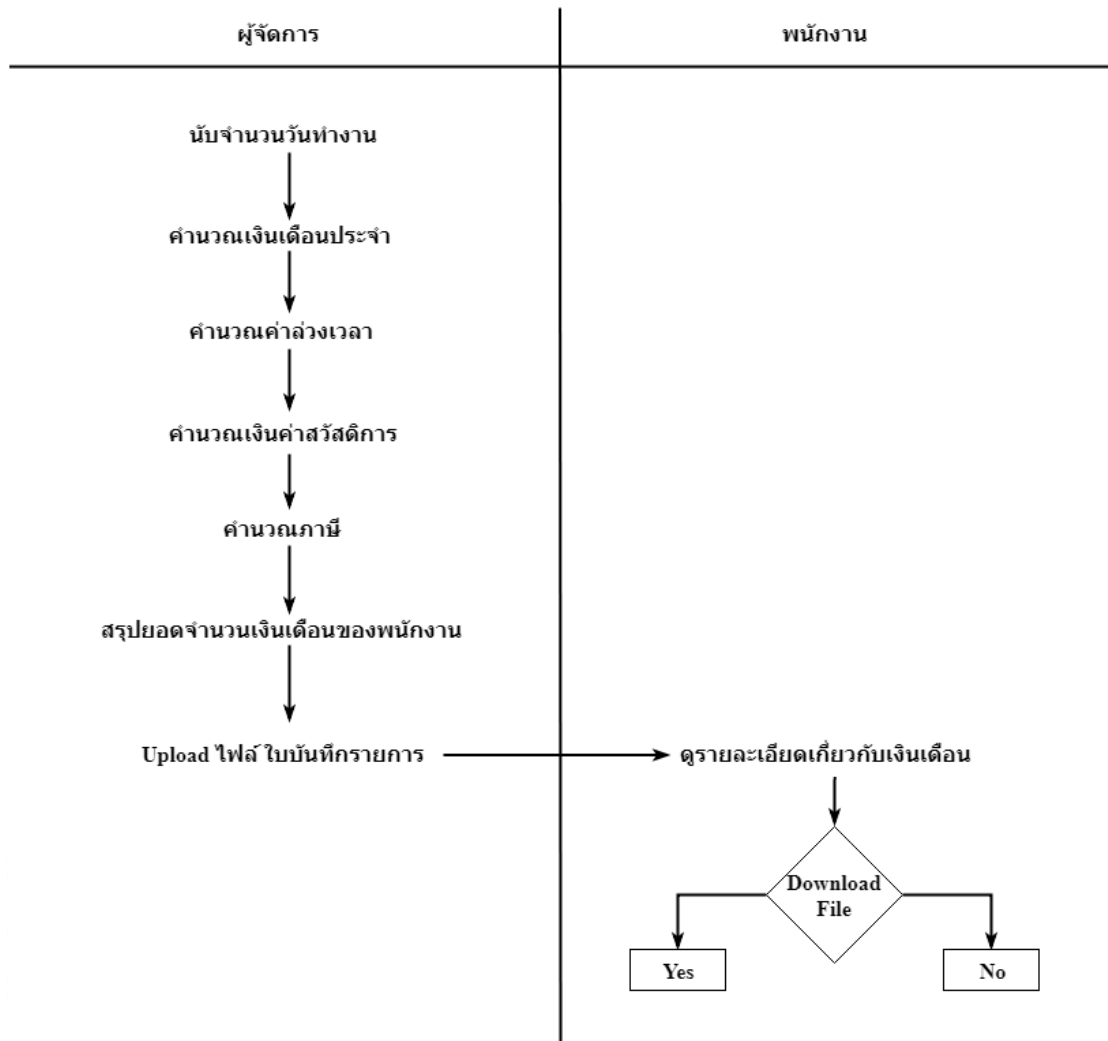 ผู้จัดการ
พนักงาน
นับจำนวนวันทำงาน
คำนวณเงินเดือนประจำ
คำนวณค่าล่วงเวลา
คำนวณเงินค่าสวัสดิการ
คำนวณภาษี
สรุปยอดจำนวนเงินเดือนของพนักงาน
Upload ไฟล์ ใบบันทึกรายการ
ดูรายละเอียดเกี่ยวกับเงินเดือน
Download
File
Yes
No